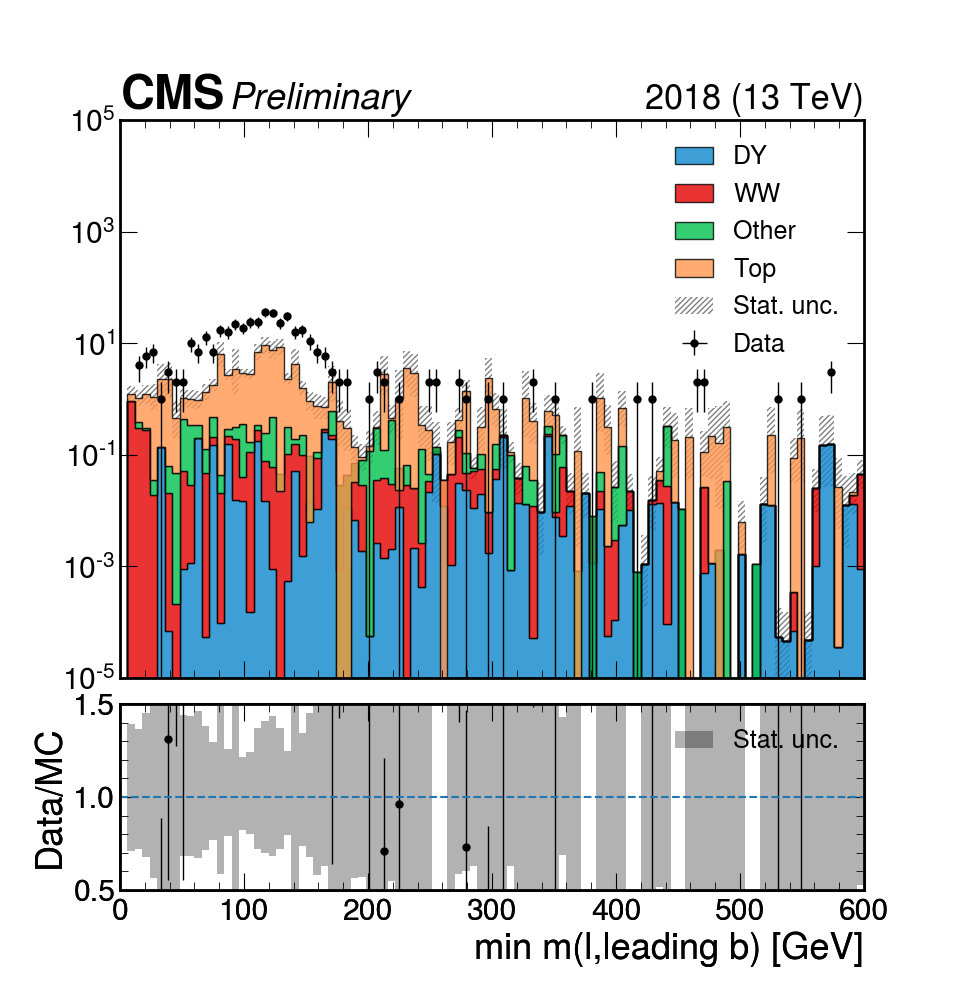 CMS Preliminary 2018 (13 TeV)
10^5
10^3
10^1
10^-1
10^-3
10^-5
DY
WW
Other
Top
Stat. unc.
Data
1.5
1.0
0.5
Data/MC
Stat. unc.
0 100 200 300 400 500 600
min m(l,leading b) [GeV]